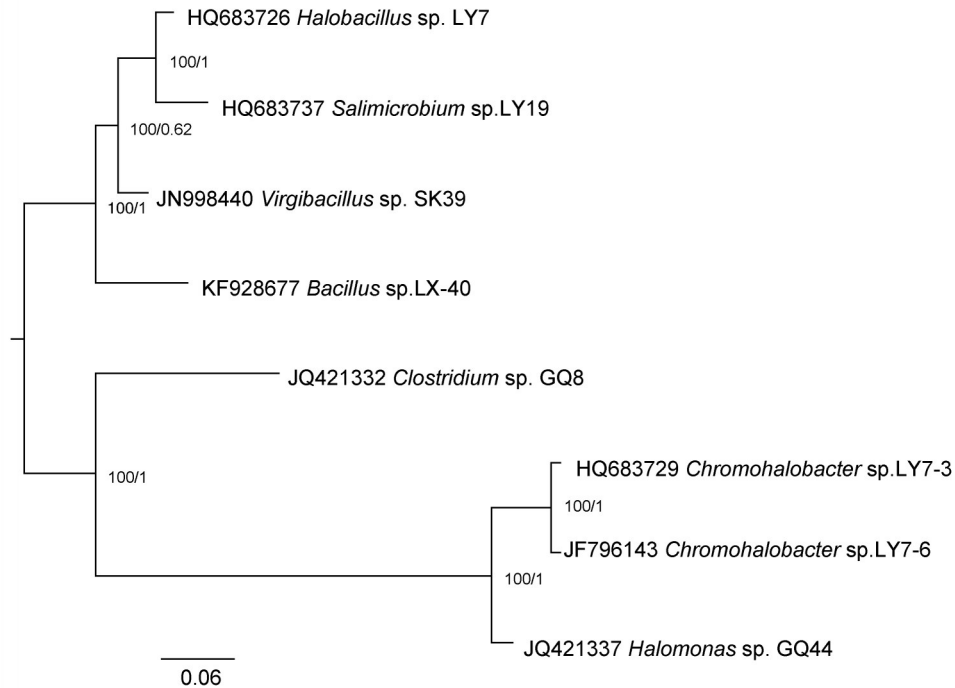 HQ683726 Halobacillus sp. LY7
100/1
HQ683737 Salimicrobium sp.LY19
100/0.62
JN998440 Virgibacillus sp. SK39
100/1
KF928677 Bacillus sp.LX-40
JQ421332 Clostridium sp. GQ8
HQ683729 Chromohalobacter sp.LY7-3
100/1
100/1
JF796143 Chromohalobacter sp.LY7-6
100/1
JQ421337 Halomonas sp. GQ44
0.06